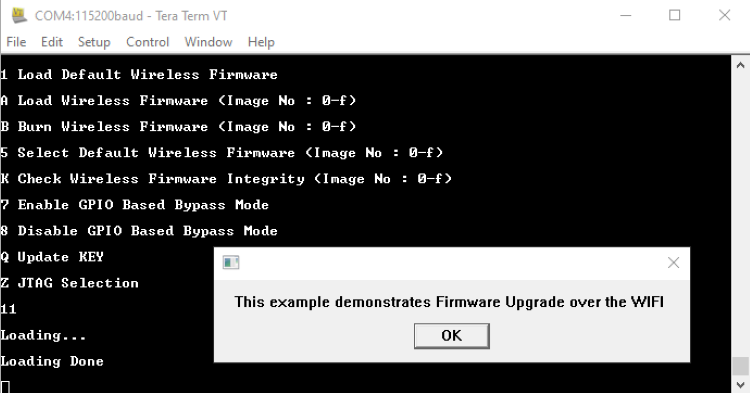 COM4:115200baud - Tera Term VT
File Edit Setup Control Window Help
1 Load Default Wireless Firmware
A Load Wireless Firmware (Image No : 0-f)
B Burn Wireless Firmware (Image No : 0-f)
5 Select Default Wireless Firmware (Image No : 0-f)
K Check Wireless Firmware Integrity (Image No : 0-f)
7 Enable GPIO Based Bypass Mode
8 Disable GPIO Based Bypass Mode
Q Update KEY
Z JTAG Selection
11
Loading...
Loading Done
This example demonstrates Firmware Upgrade over the WIFI
OK